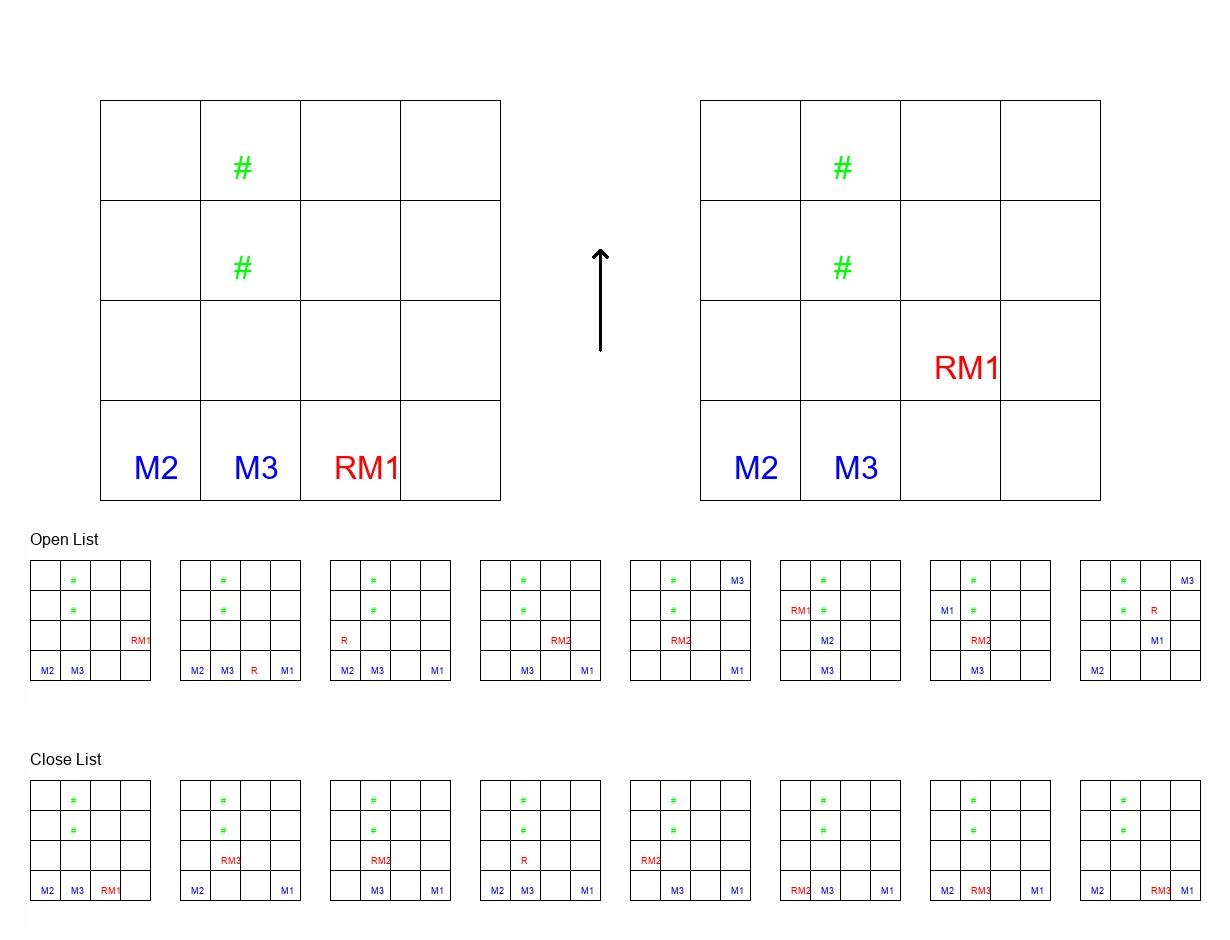 # #
# #
RM1
M2 M3 RM1 M2 M3
Open List
# # # # # M3 # # # M3
# # # # # RM1 # M1 # # R
RM1 R RM2 RM2 M2 RM2 M1
M2 M3 M2 M3 R M1 M2 M3 M1 M3 M1 M1 M3 M3 M2
Close List
# # # # # # # #
# # # # # # # #
RM3 RM2 R RM2
M2 M3 RM1 M2 M1 M3 M1 M2 M3 M1 M3 M1 RM2 M3 M1 M2 RM3 M1 M2 RM3 M1